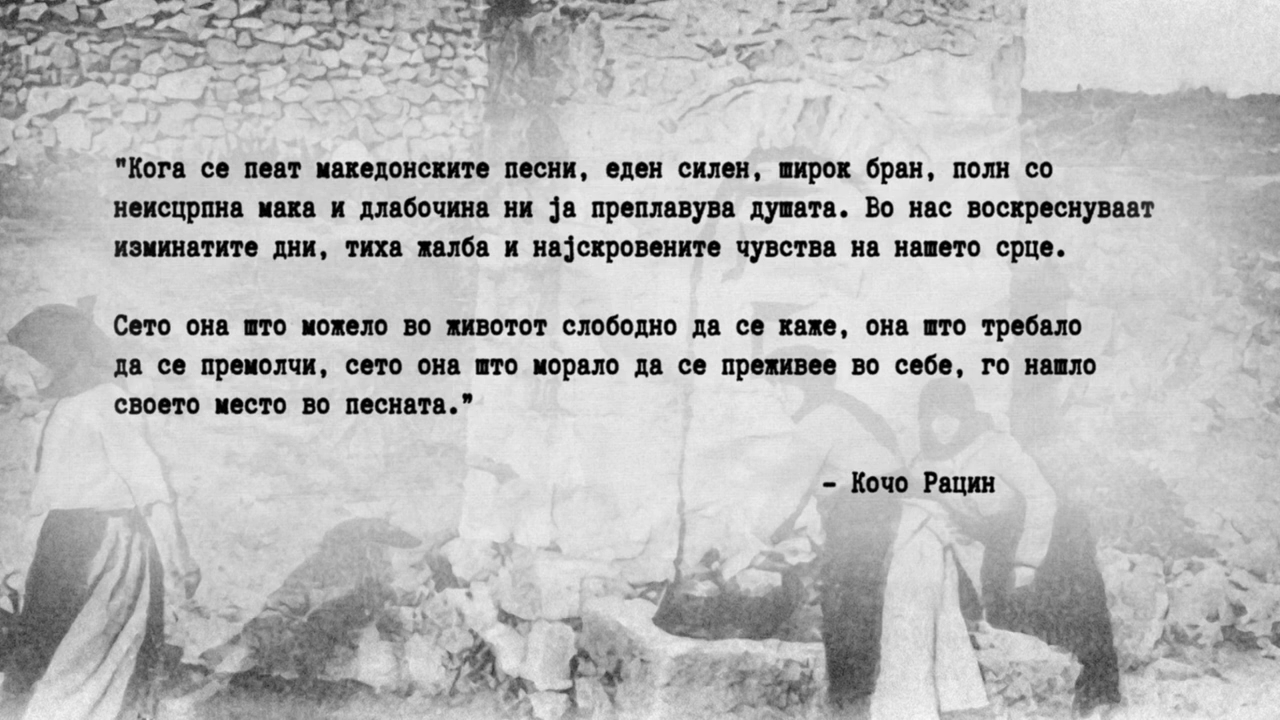 "Кога се пеат македонските песни, еден силен, широк бран, полн со
неисцрпна мака и длабочина ни ја преплавува душата. Во нас воскреснуваат
изминатите дни, тиха жалба и најскровените чувства на нашето срце.
Сето она што можело во животот слободно да се каже, она што требало
да се премолчи, сето она што морало да се преживее во себе, го нашло
своето место во песната.”
– Кочо Рацин